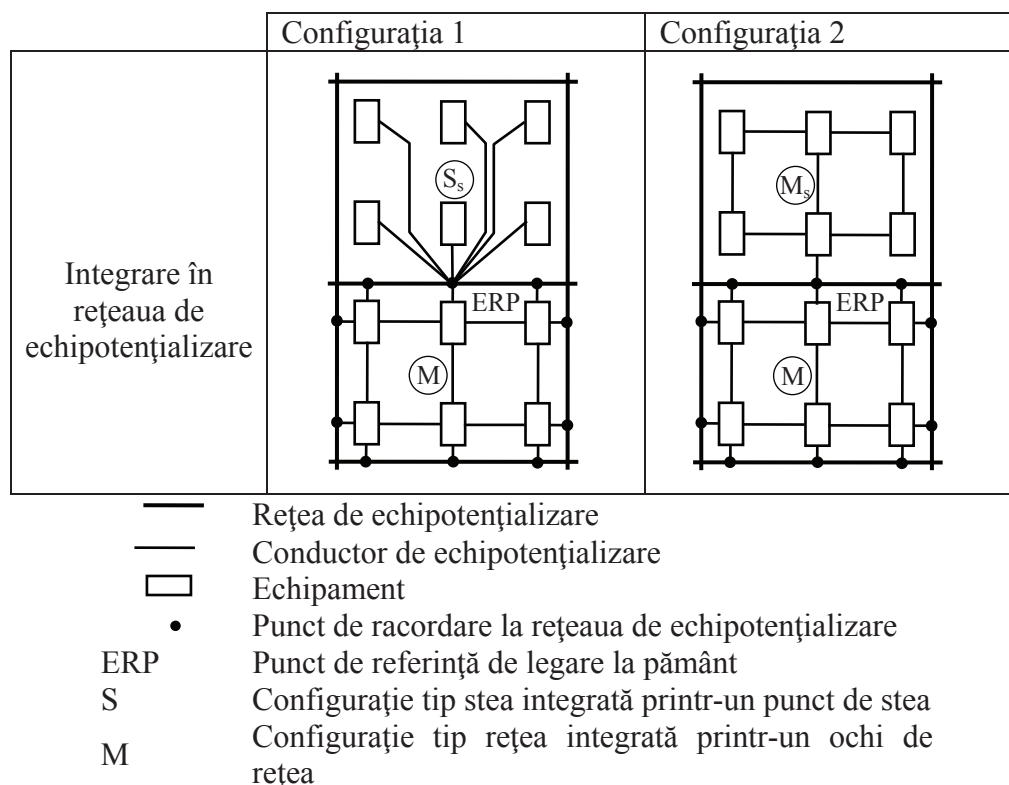 Configuraţia 1
Configuraţia 2
Integrare în
reţeaua de
echipotenţializare
Sₛ
ERP
M
Mₛ
ERP
M
Reţea de echipotenţializare
Conductor de echipotenţializare
Echipament
Punct de racordare la reţeaua de echipotenţializare
ERP Punct de referinţă de legare la pământ
S Configuraţie tip stea integrată printr-un punct de stea
M Configuraţie tip reţea integrată printr-un ochi de
reţea